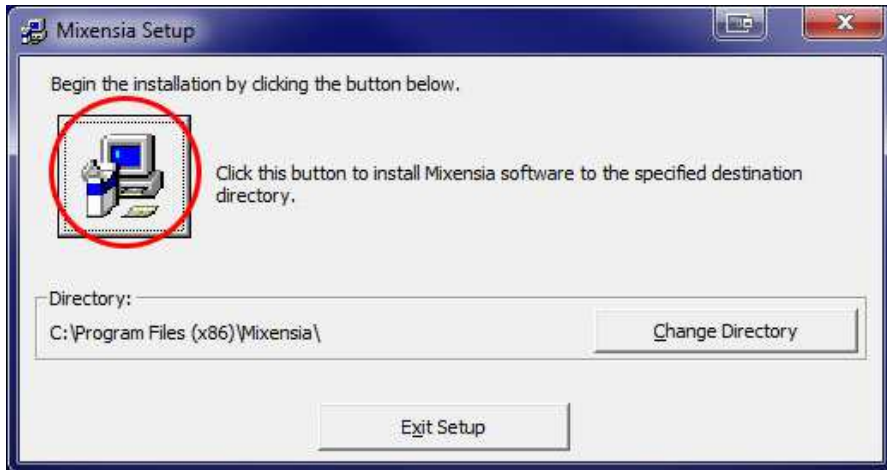 Mixensia Setup
Begin the installation by clicking the button below.
Click this button to install Mixensia software to the specified destination
directory.
Directory:
C:\Program Files (x86)\Mixensia\
Change Directory
Exit Setup